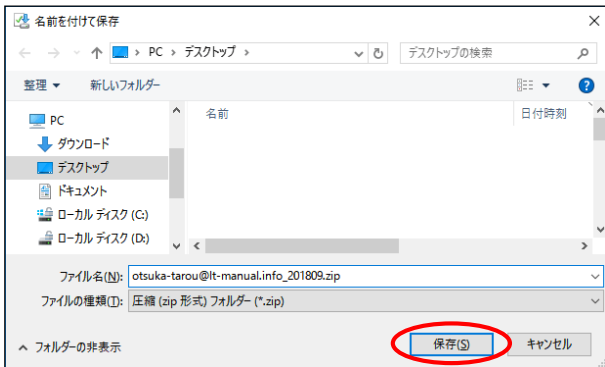 名前を付けて保存
PC › デスクトップ ›
デスクトップの検索
整理
新しいフォルダー
名前
日付時刻
PC
ダウンロード
デスクトップ
ドキュメント
ローカル ディスク (C:)
ローカル ディスク (D:)
ファイル名(N):
otsuka-tarou@lt-manual.info_201809.zip
ファイルの種類(T):
圧縮 (zip 形式) フォルダー (*.zip)
フォルダーの非表示
保存(S)
キャンセル